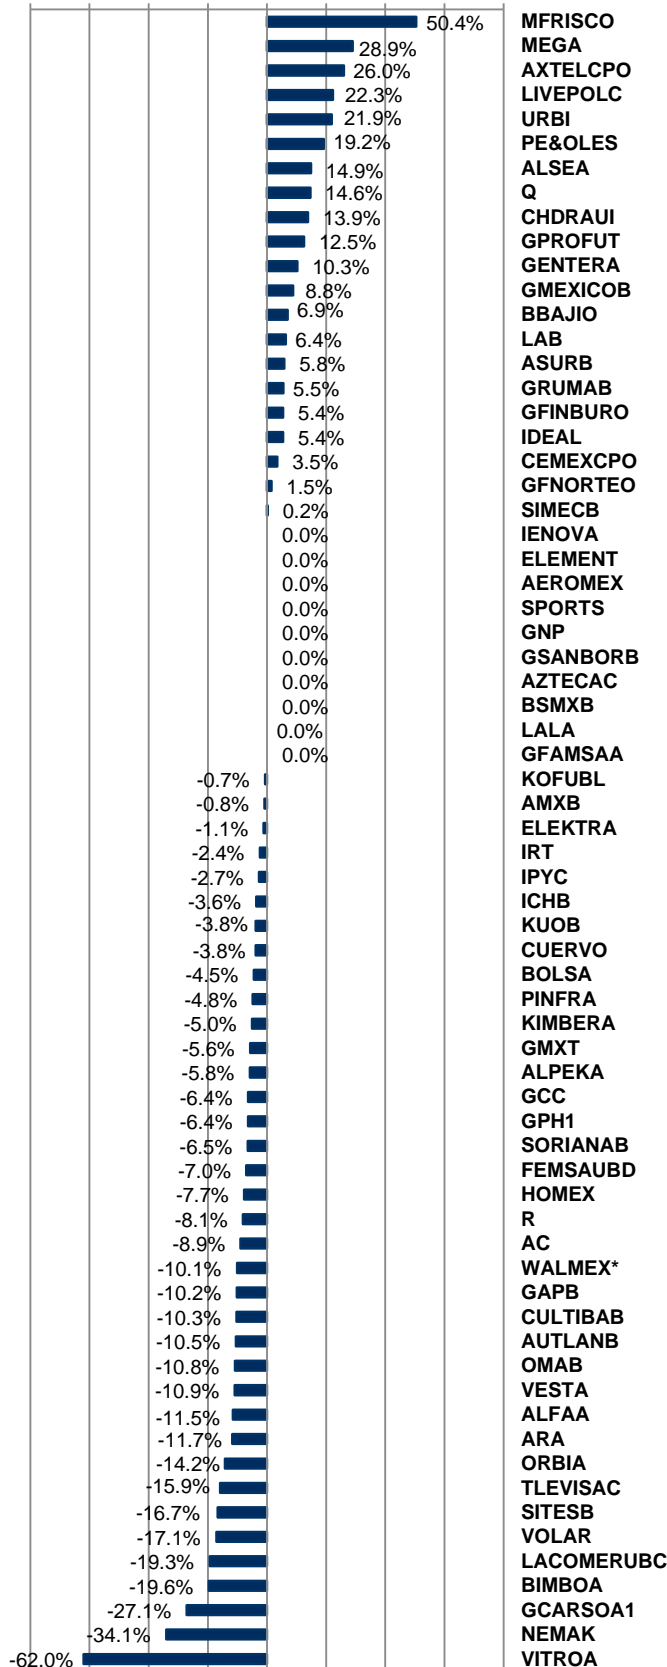 50.4% MFRISCO
28.9% MEGA
26.0% AXTELCPO
22.3% LIVEPOLC
21.9% URBI
19.2% PE&OLES
14.9% ALSEA
14.6% Q
13.9% CHDRAUI
12.5% GPROFUT
10.3% GENTERA
8.8% GMEXICOB
6.9% BBAJIO
6.4% LAB
5.8% ASURB
5.5% GRUMAB
5.4% GFINBURO
5.4% IDEAL
3.5% CEMEXCPO
1.5% GFNORTEO
0.2% SIMECB
0.0% IENOVA
0.0% ELEMENT
0.0% AEROMEX
0.0% SPORTS
0.0% GNP
0.0% GSANBORB
0.0% AZTECAC
0.0% BSMXB
0.0% LALA
0.0% GFAMSAA
-0.7% KOFUBL
-0.8% AMXB
-1.1% ELEKTRA
-2.4% IRT
-2.7% IPYC
-3.6% ICHB
-3.8% KUOB
-3.8% CUERVO
-4.5% BOLSA
-4.8% PINFRA
-5.0% KIMBERA
-5.6% GMXT
-5.8% ALPEKA
-6.4% GCC
-6.4% GPH1
-6.5% SORIANAB
-7.0% FEMSAUBD
-7.7% HOMEX
-8.1% R
-8.9% AC
-10.1% WALMEX*
-10.2% GAPB
-10.3% CULTIBAB
-10.5% AUTLANB
-10.8% OMAB
-10.9% VESTA
-11.5% ALFAA
-11.7% ARA
-14.2% ORBIA
-15.9% TLEVISAC
-16.7% SITESB
-17.1% VOLAR
-19.3% LACOMERUBC
-19.6% BIMBOA
-27.1% GCARSOA1
-34.1% NEMAK
-62.0% VITROA